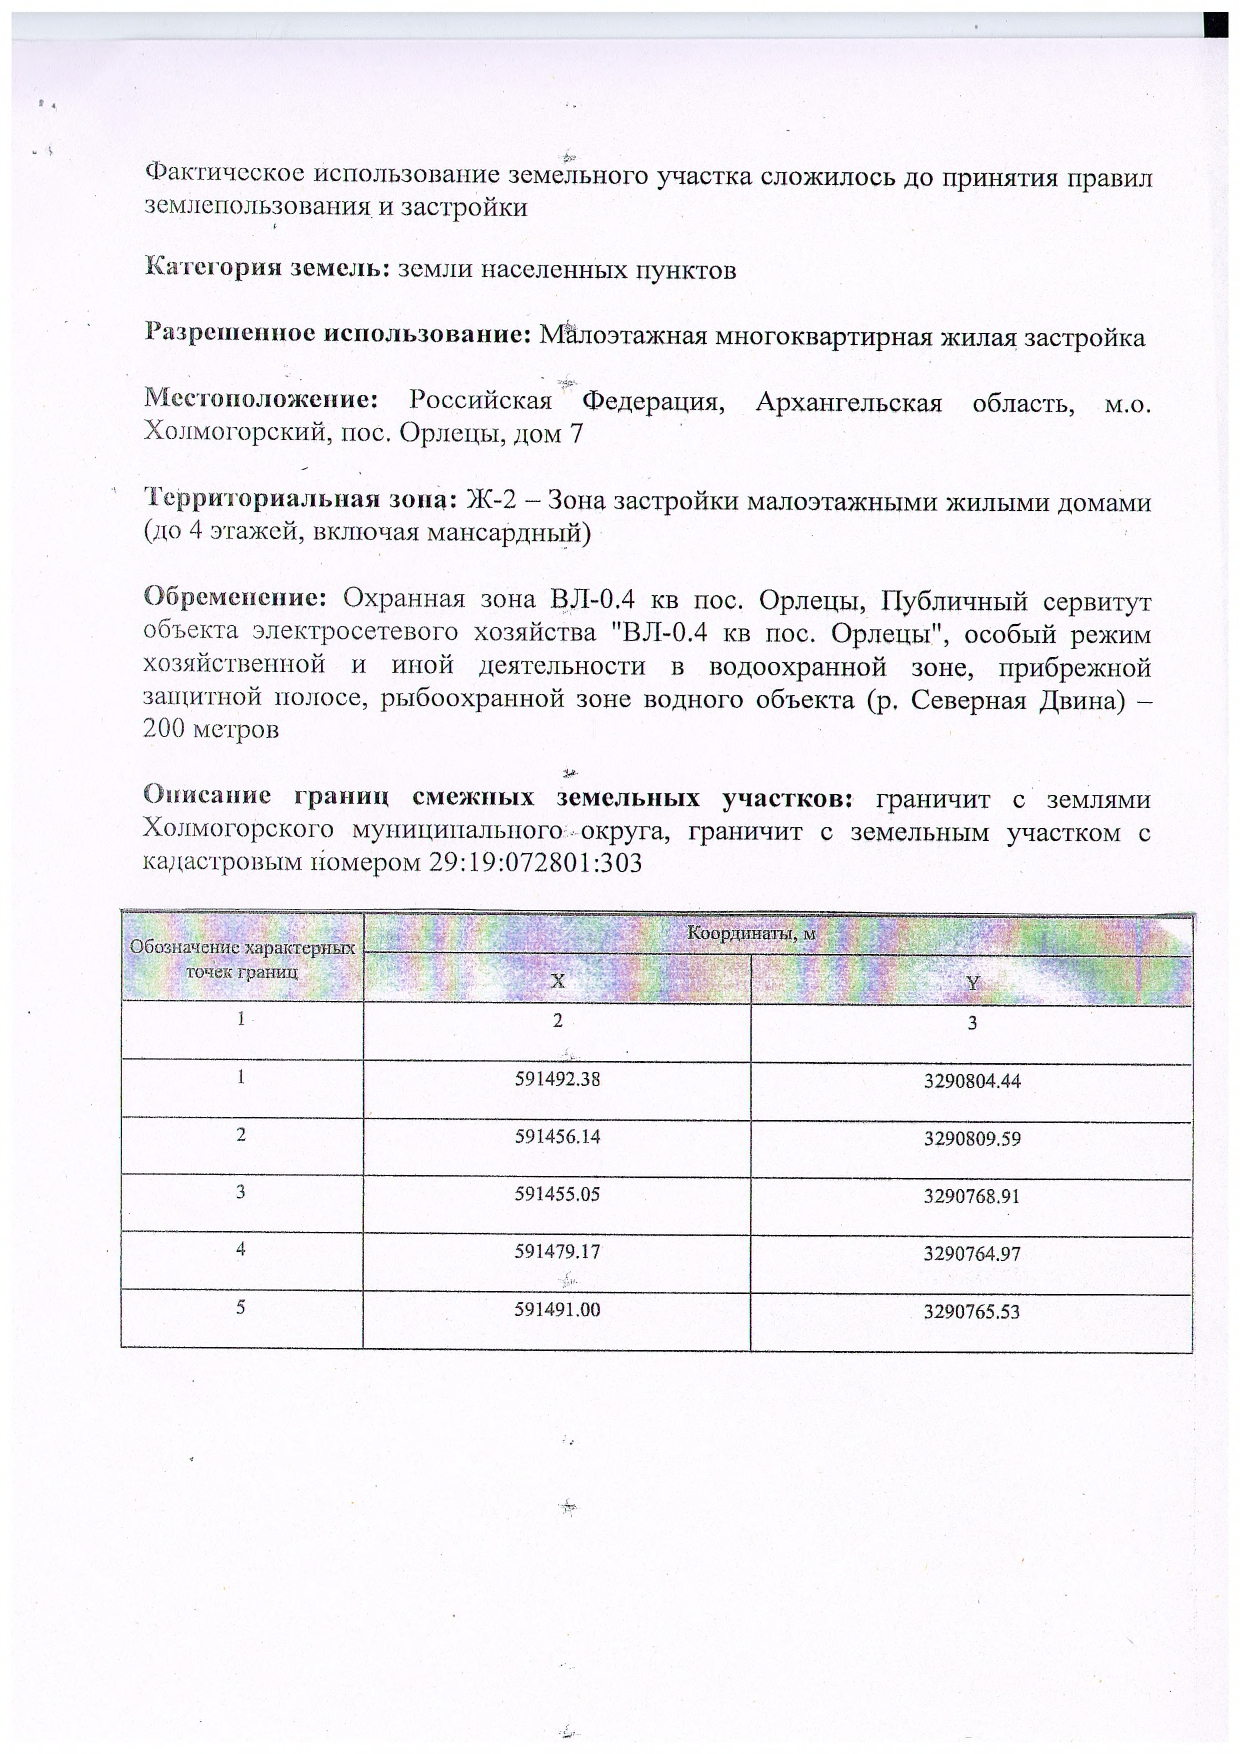 Фактическое использование земельного участка сложилось до принятия правил
землепользования и застройки
Категория земель: земли населенных пунктов
Разрешенное использование: Малоэтажная многоквартирная жилая застройка
Местоположение: Российская Федерация, Архангельская область, м.о.
Холмогорский, пос. Орлецы, дом 7
Территориальная зона: Ж-2 – Зона застройки малоэтажными жилыми домами
(до 4 этажей, включая мансардный)
Обременение: Охранная зона ВЛ-0.4 кв пос. Орлецы, Публичный сервитут
объекта электросетевого хозяйства "ВЛ-0.4 кв пос. Орлецы", особый режим
хозяйственной и иной деятельности в водоохранной зоне, прибрежной
защитной полосе, рыбоохранной зоне водного объекта (р. Северная Двина) –
200 метров
Описание границ смежных земельных участков: граничит с землями
Холмогорского муниципального округа, граничит с земельным участком с
кадастровым номером 29:19:072801:303
Обозначение характерных
точек границ
Координаты, м
X Y
1 2 3
1 591492.38 3290804.44
2 591456.14 3290809.59
3 591455.05 3290768.91
4 591479.17 3290764.97
5 591491.00 3290765.53